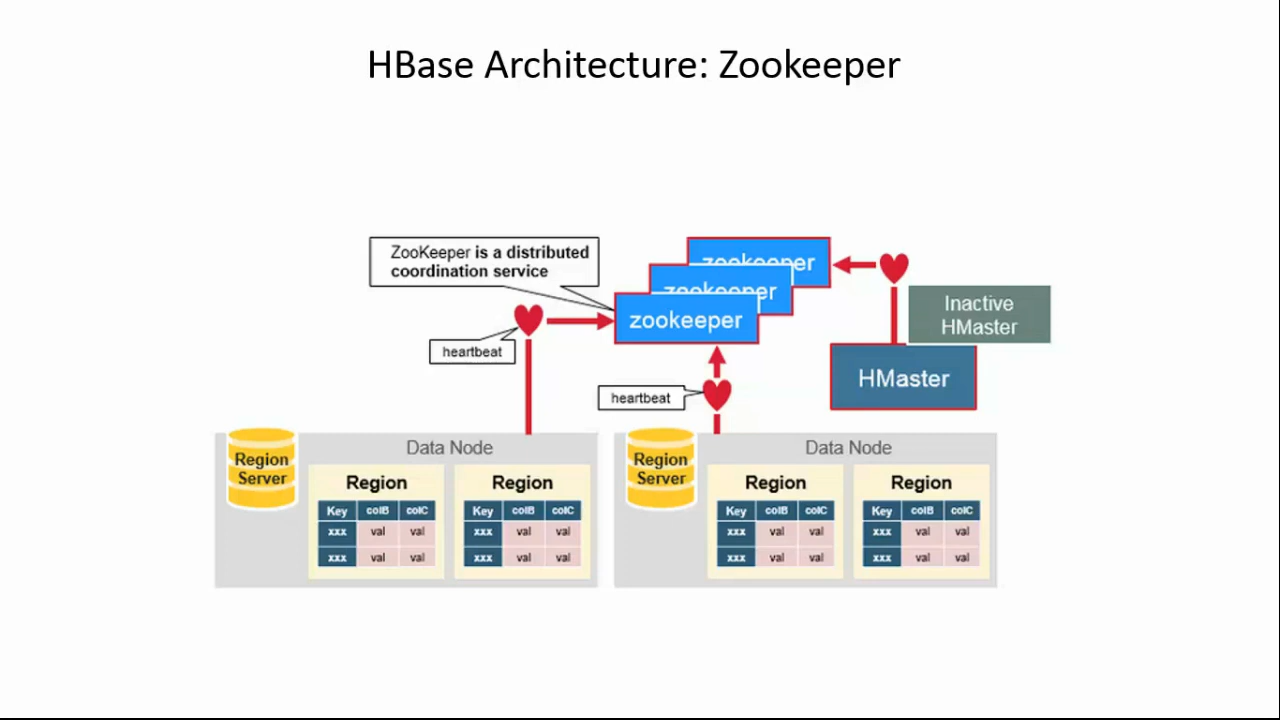 HBase Architecture: Zookeeper
ZooKeeper is a distributed
coordination service
zookeeper
zookeeper
zookeeper
heartbeat
heartbeat
Inactive
HMaster
HMaster
Data Node
Region
Server
Region
Key colB colC
xxx val val
xxx val val
Region
Key colB colC
xxx val val
xxx val val
Data Node
Region
Server
Region
Key colB colC
xxx val val
xxx val val
Region
Key colB colC
xxx val val
xxx val val